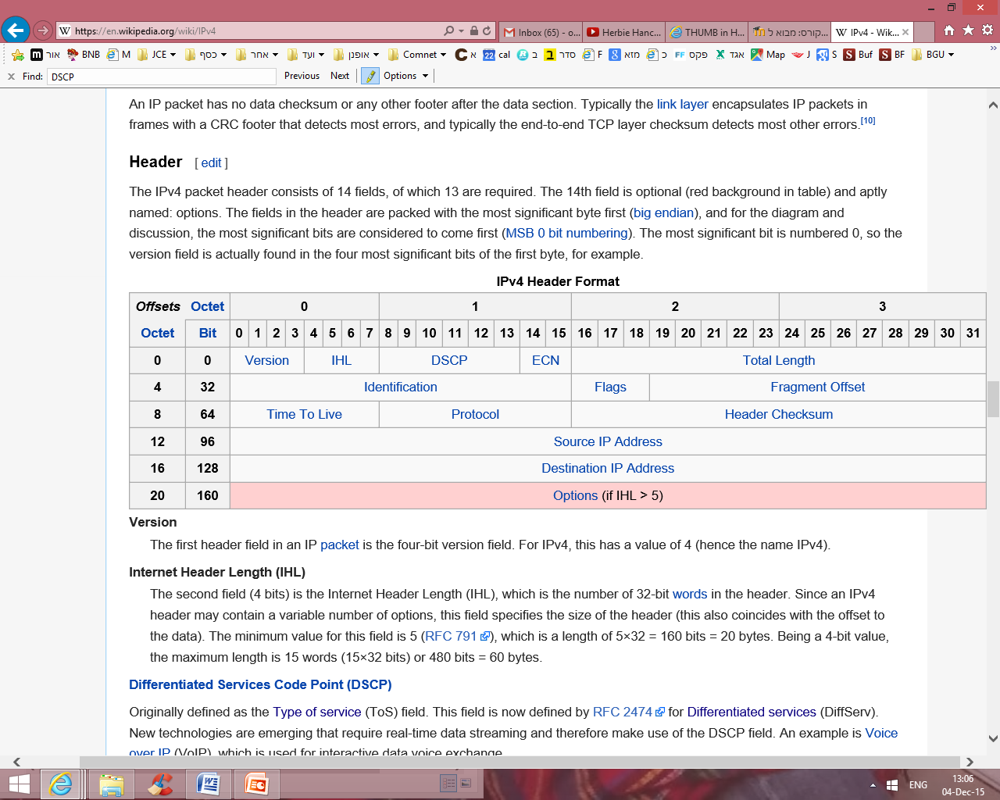 https://en.wikipedia.org/wiki/IPv4
Inbox (65) - o...
Herbie Hanc...
THUMB in H...
קורס: מבוא ל...
IPv4 - Wik...
אור
BNB
M
JCE
כסף
אחר
ועד
אופנן
Comnet
א
22 cal
ב
סדר
F
מזא
כ
FF פקס
אגד
Map
J
S
Buf
BF
BGU
x Find: DSCP Previous Next Options
An IP packet has no data checksum or any other footer after the data section. Typically the link layer encapsulates IP packets in
frames with a CRC footer that detects most errors, and typically the end-to-end TCP layer checksum detects most other errors.[10]
Header [ edit ]
The IPv4 packet header consists of 14 fields, of which 13 are required. The 14th field is optional (red background in table) and aptly
named: options. The fields in the header are packed with the most significant byte first (big endian), and for the diagram and
discussion, the most significant bits are considered to come first (MSB 0 bit numbering). The most significant bit is numbered 0, so the
version field is actually found in the four most significant bits of the first byte, for example.
IPv4 Header Format
Offsets Octet 0 1 2 3
Octet Bit 0 1 2 3 4 5 6 7 8 9 10 11 12 13 14 15 16 17 18 19 20 21 22 23 24 25 26 27 28 29 30 31
0 0 Version IHL DSCP ECN Total Length
4 32 Identification Flags Fragment Offset
8 64 Time To Live Protocol Header Checksum
12 96 Source IP Address
16 128 Destination IP Address
20 160 Options (if IHL > 5)
Version
The first header field in an IP packet is the four-bit version field. For IPv4, this has a value of 4 (hence the name IPv4).
Internet Header Length (IHL)
The second field (4 bits) is the Internet Header Length (IHL), which is the number of 32-bit words in the header. Since an IPv4
header may contain a variable number of options, this field specifies the size of the header (this also coincides with the offset to
the data). The minimum value for this field is 5 (RFC 791), which is a length of 5×32 = 160 bits = 20 bytes. Being a 4-bit value,
the maximum length is 15 words (15×32 bits) or 480 bits = 60 bytes.
Differentiated Services Code Point (DSCP)
Originally defined as the Type of service (ToS) field. This field is now defined by RFC 2474 for Differentiated services (DiffServ).
New technologies are emerging that require real-time data streaming and therefore make use of the DSCP field. An example is Voice
over IP (VoIP), which is used for interactive data voice exchange.
ENG
13:06
04-Dec-15